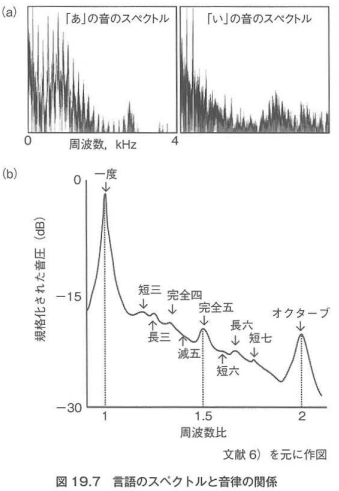 (a)
「あ」の音のスペクトル
「い」の音のスペクトル
0
4
周波数, kHz
(b)
0
一度
規格化された音圧 (dB)
−15
短三
完全四
完全五
オクターブ
長六
短七
長三
減五
短六
−30
1
1.5
2
周波数比
文献 6) を元に作図
図 19.7 言語のスペクトルと音律の関係